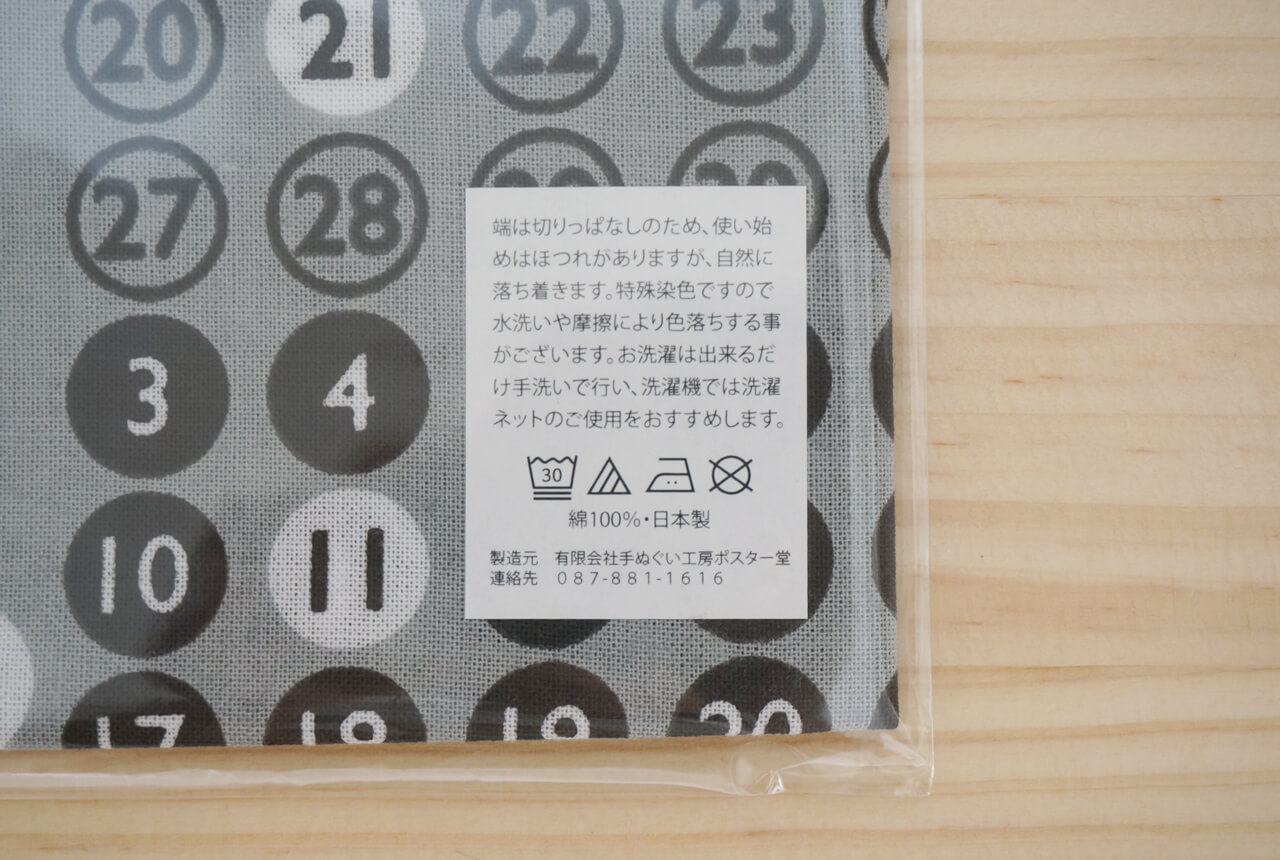 20 21 22 23
27 28 29 30
端は切りっぱなしのため、使い始
めはほつれがありますが、自然に
落ち着きます。特殊染色ですので
水洗いや摩擦により色落ちする事
がございます。お洗濯は出来るだ
け手洗いで行い、洗濯機では洗濯
ネットのご使用をおすすめします。
30
綿100%・日本製
製造元 有限会社手ぬぐい工房ポスター堂
連絡先 087-881-1616
3 4
10 11
17 18 19 20